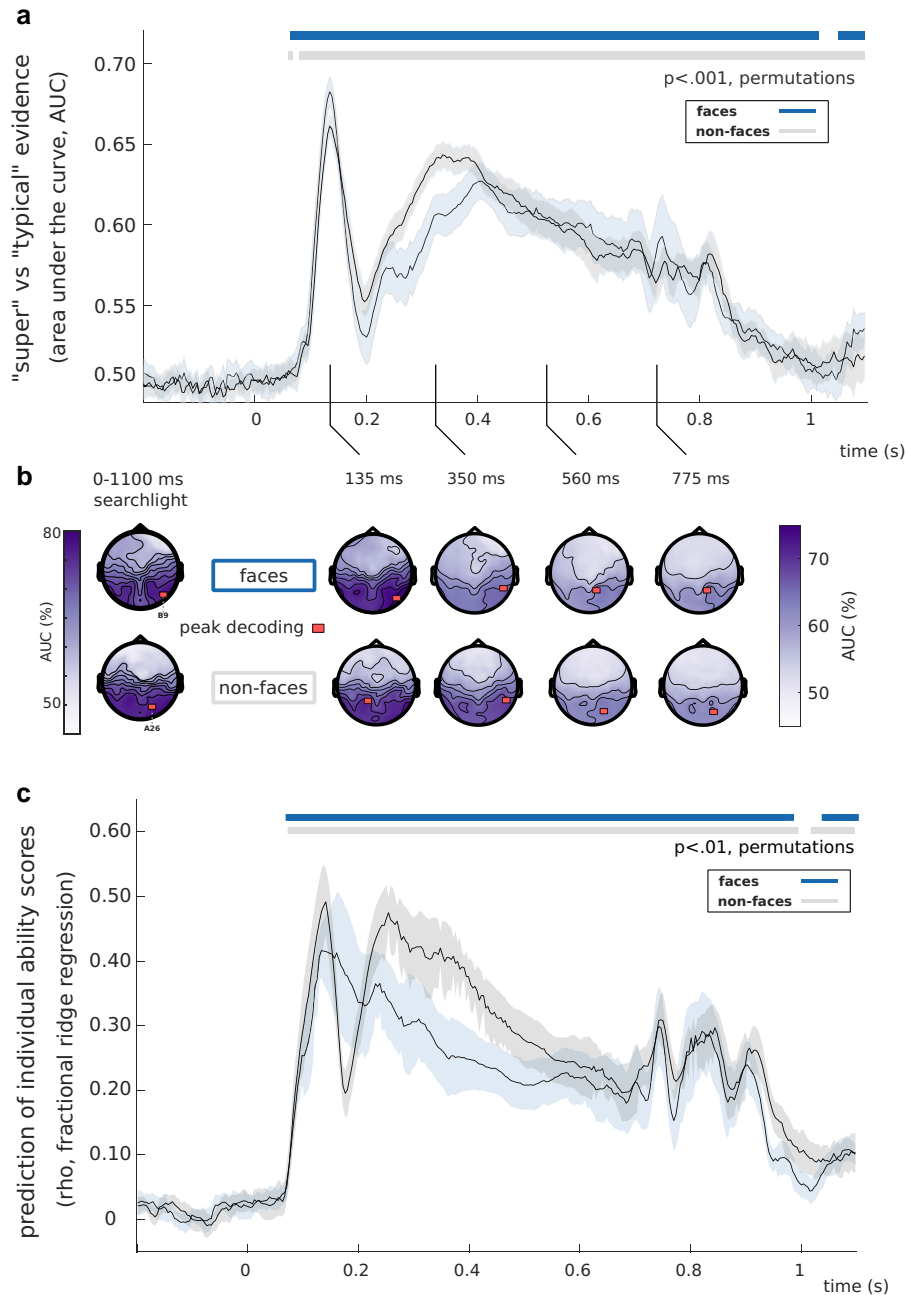 a
"super" vs "typical" evidence
(area under the curve, AUC)
0.70
0.65
0.60
0.55
0.50
p<.001, permutations
faces
non-faces
0
0.2
0.4
0.6
0.8
1
time (s)
b
0-1100 ms
searchlight
135 ms
350 ms
560 ms
775 ms
80
AUC (%)
50
B9
faces
peak decoding
A26
non-faces
70
60
50
AUC (%)
c
prediction of individual ability scores
(rho, fractional ridge regression)
0.60
0.50
0.40
0.30
0.20
0.10
0
p<.01, permutations
faces
non-faces
0
0.2
0.4
0.6
0.8
1
time (s)